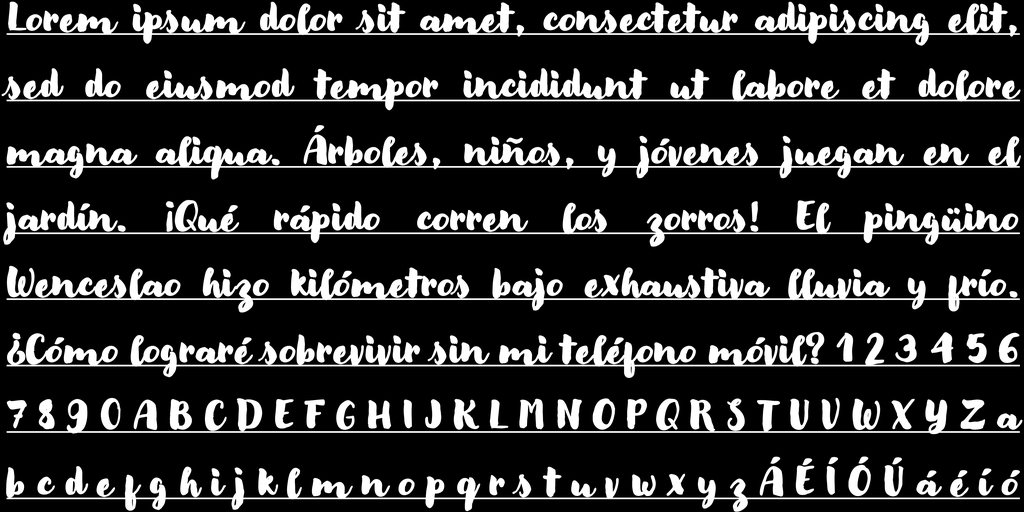 Lorem ipsum dolor sit amet, consectetur adipiscing elit,
sed do eiusmod tempor incididunt ut labore et dolore
magna aliqua. Árboles, niños, y jóvenes juegan en el
jardín. ¡Qué rápido corren los zorros! El pingüino
Wenceslao hizo kilómetros bajo exhaustiva lluvia y frío.
¿Cómo lograré sobrevivir sin mi teléfono móvil? 1 2 3 4 5 6
7 8 9 0 A B C D E F G H I J K L M N O P Q R S T U V W X Y Z a
b c d e f g h i j k l m n o p q r s t u v w x y z Á É Í Ó Ú á é í ó